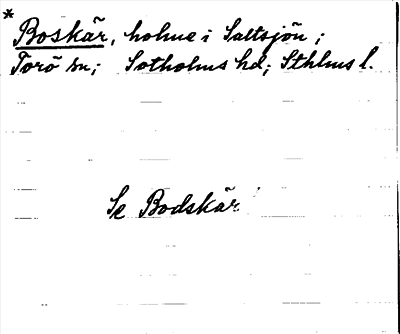 * Boskär, holme i Saltsjön;
Torö sn; Sotholms hd; Sthlms l.
Se Bodskär